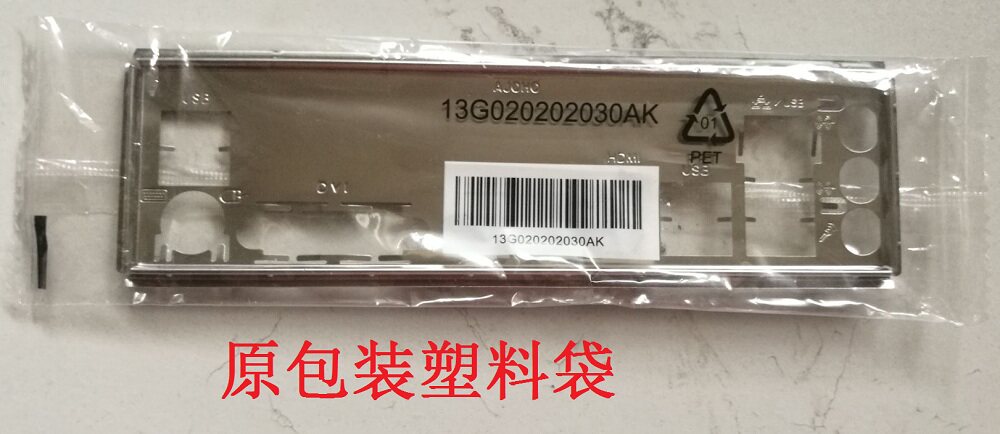 USB
13G020202030AK
01
PET
USB
HDMI
USB
DVI
13G020202030AK
原包装塑料袋